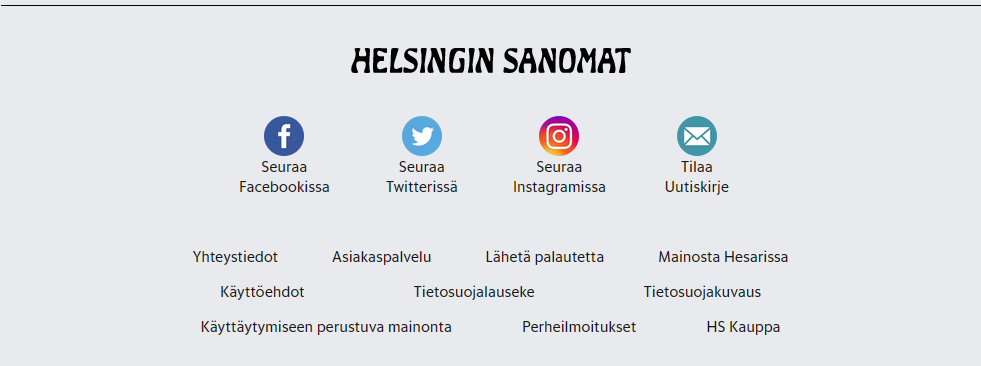 HELSINGIN SANOMAT
Seuraa
Facebookissa
Seuraa
Twitterissä
Seuraa
Instagramissa
Tilaa
Uutiskirje
Yhteystiedot Asiakaspalvelu Lähetä palautetta Mainosta Hesarissa
Käyttöehdot Tietosuojalauseke Tietosuojakuvaus
Käyttäytymiseen perustuva mainonta Perheilmoitukset HS Kauppa